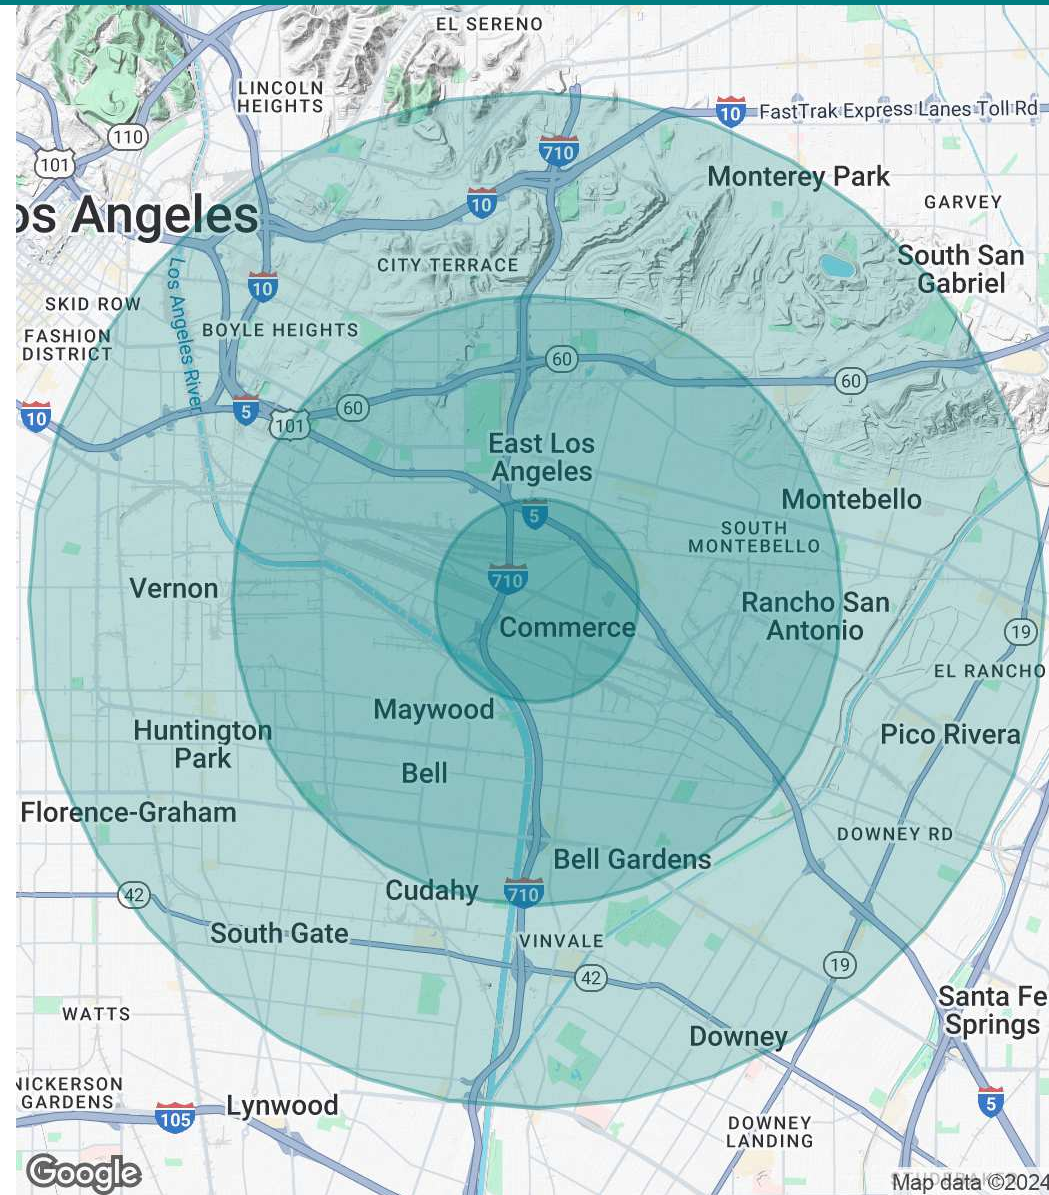 EL SERENO
LINCOLN
HEIGHTS
10
FastTrak Express Lanes Toll Rd
110
101
710
Monterey Park
10
GARVEY
os Angeles
South San
Gabriel
CITY TERRACE
Los Angeles River
10
SKID ROW
BOYLE HEIGHTS
FASHION
DISTRICT
60
60
60
10
5
101
East Los
Angeles
Montebello
5
SOUTH
MONTEBELLO
710
Vernon
Rancho San
Antonio
Commerce
19
EL RANCHO
Maywood
Huntington
Park
Pico Rivera
Bell
Florence-Graham
DOWNEY RD
Bell Gardens
Cudahy
710
42
South Gate
VINVALE
42
19
Santa Fe
Springs
WATTS
Downey
NICKERSON
GARDENS
Lynwood
105
5
DOWNEY
LANDING
Google
Map data ©2024